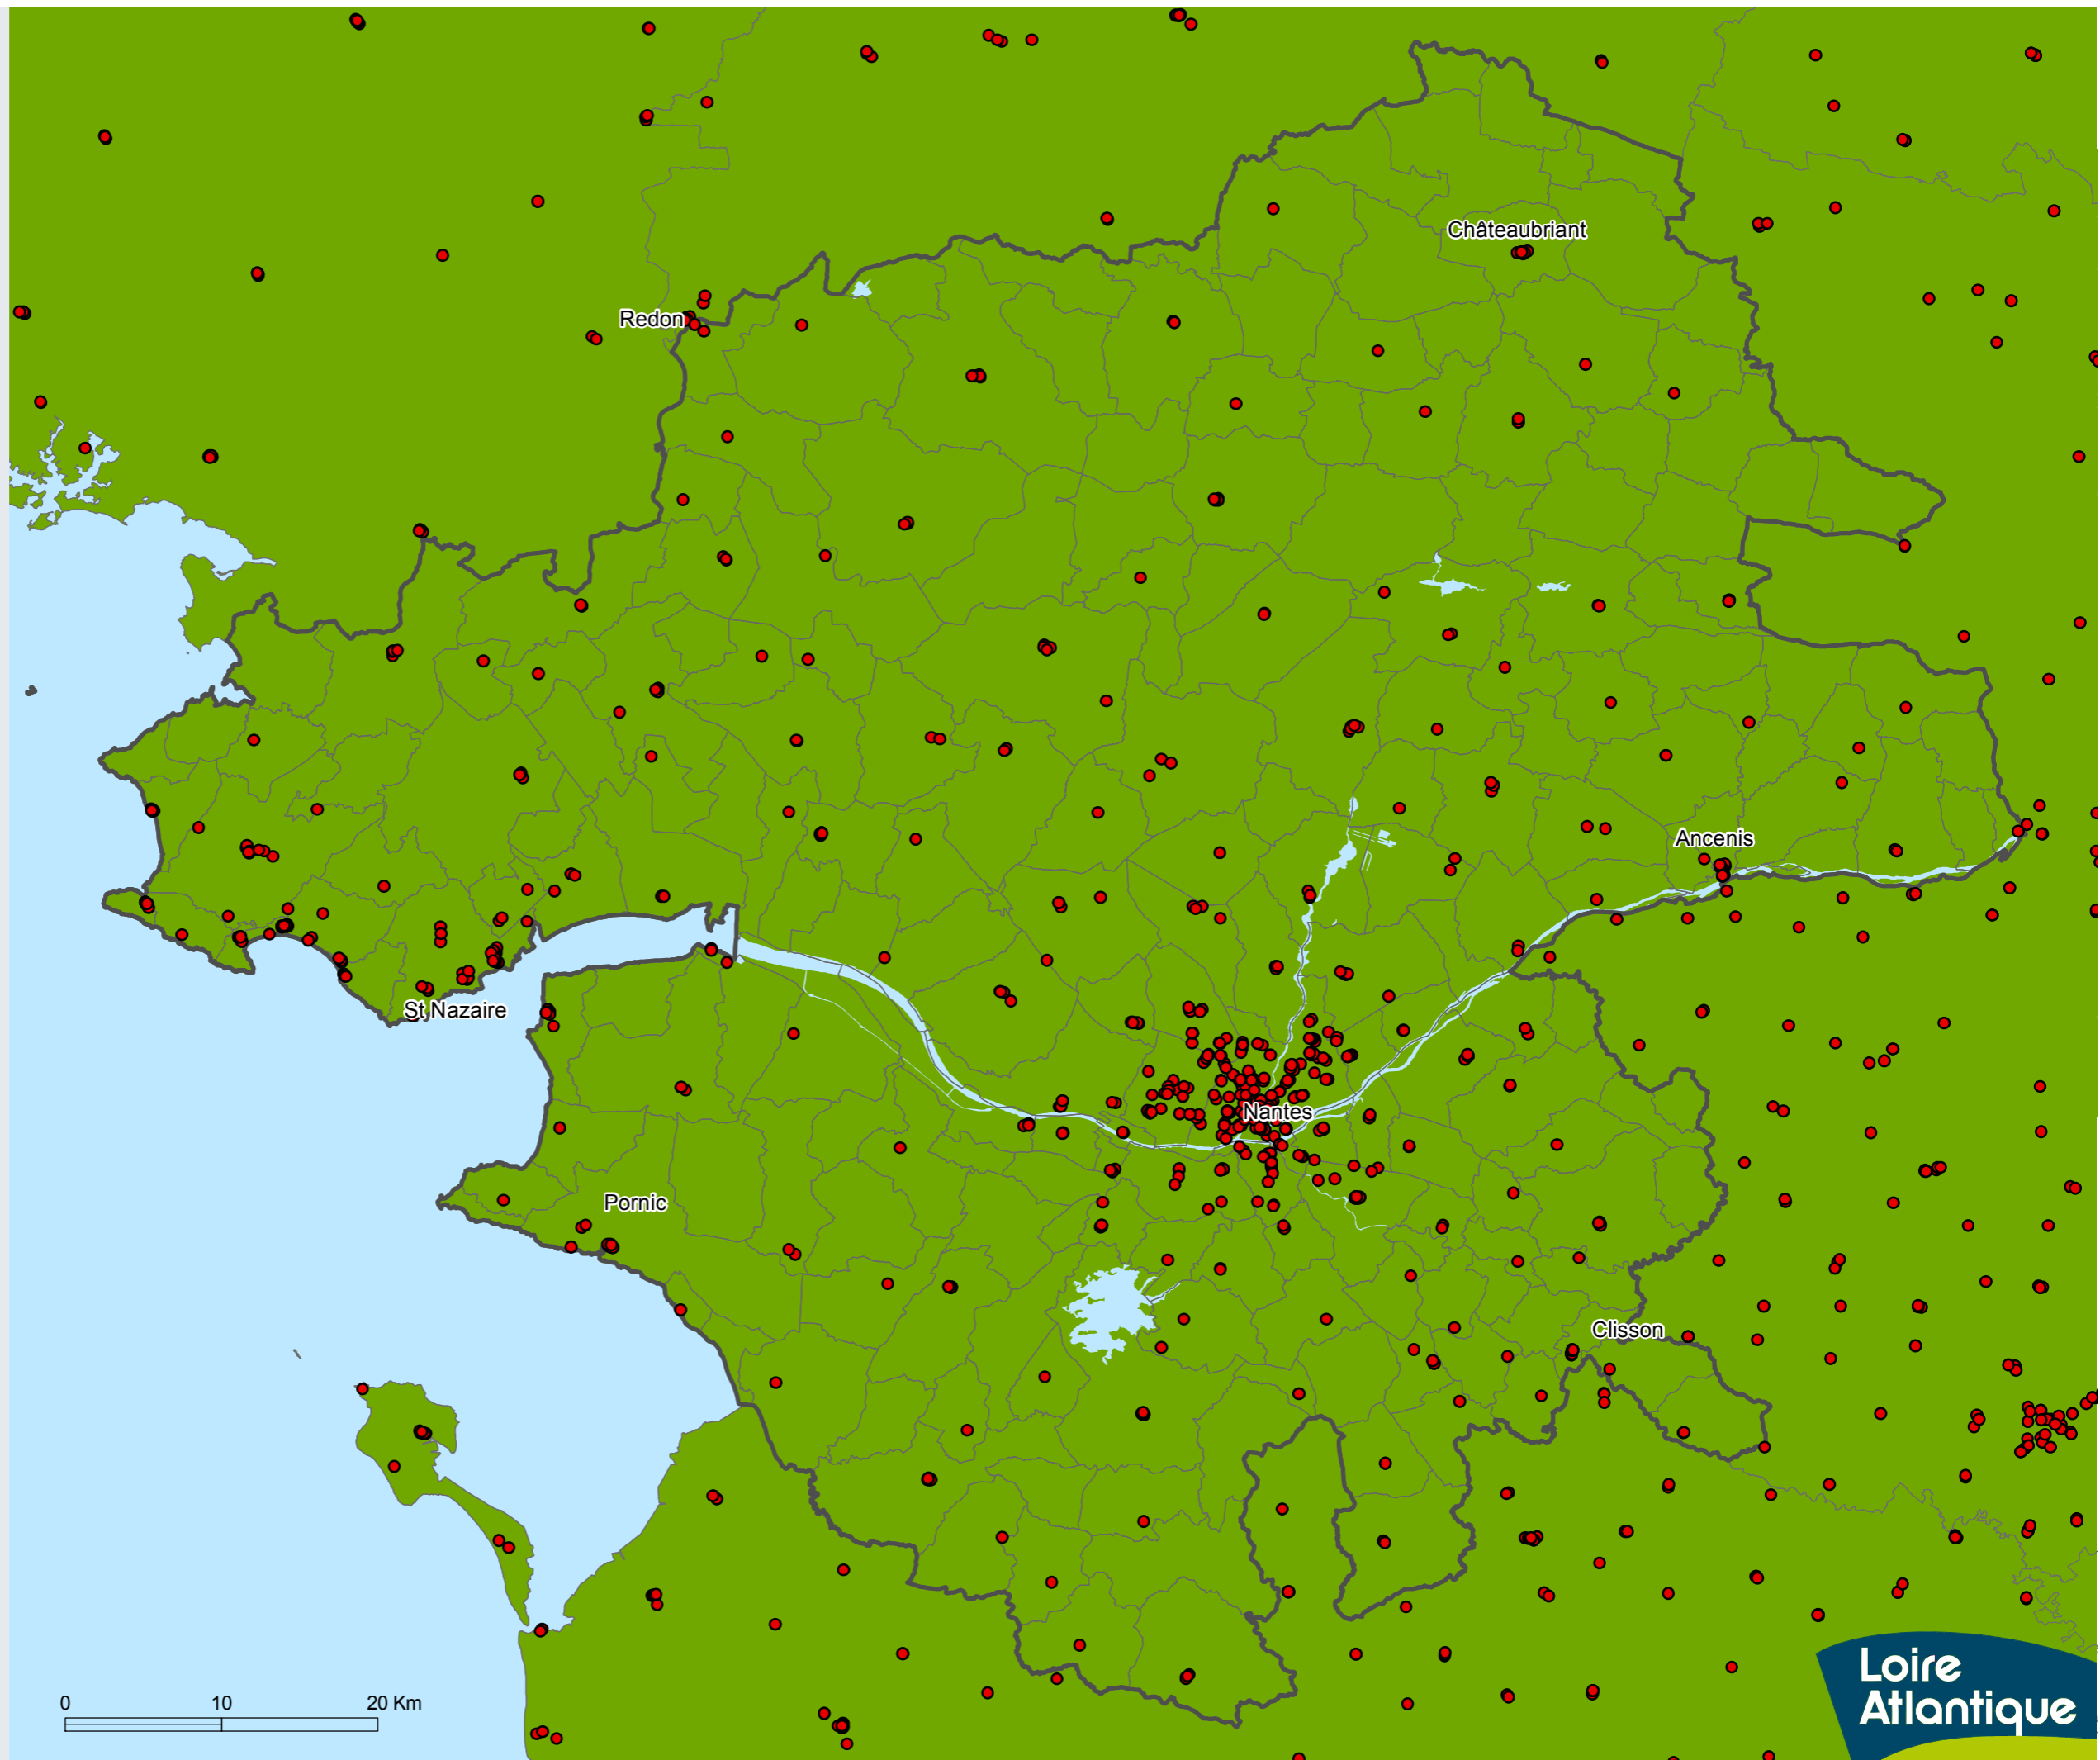 Châteaubriant
Redon
Ancenis
St Nazaire
Nantes
Pornic
Clisson
0 10 20 Km
Loire
Atlantique